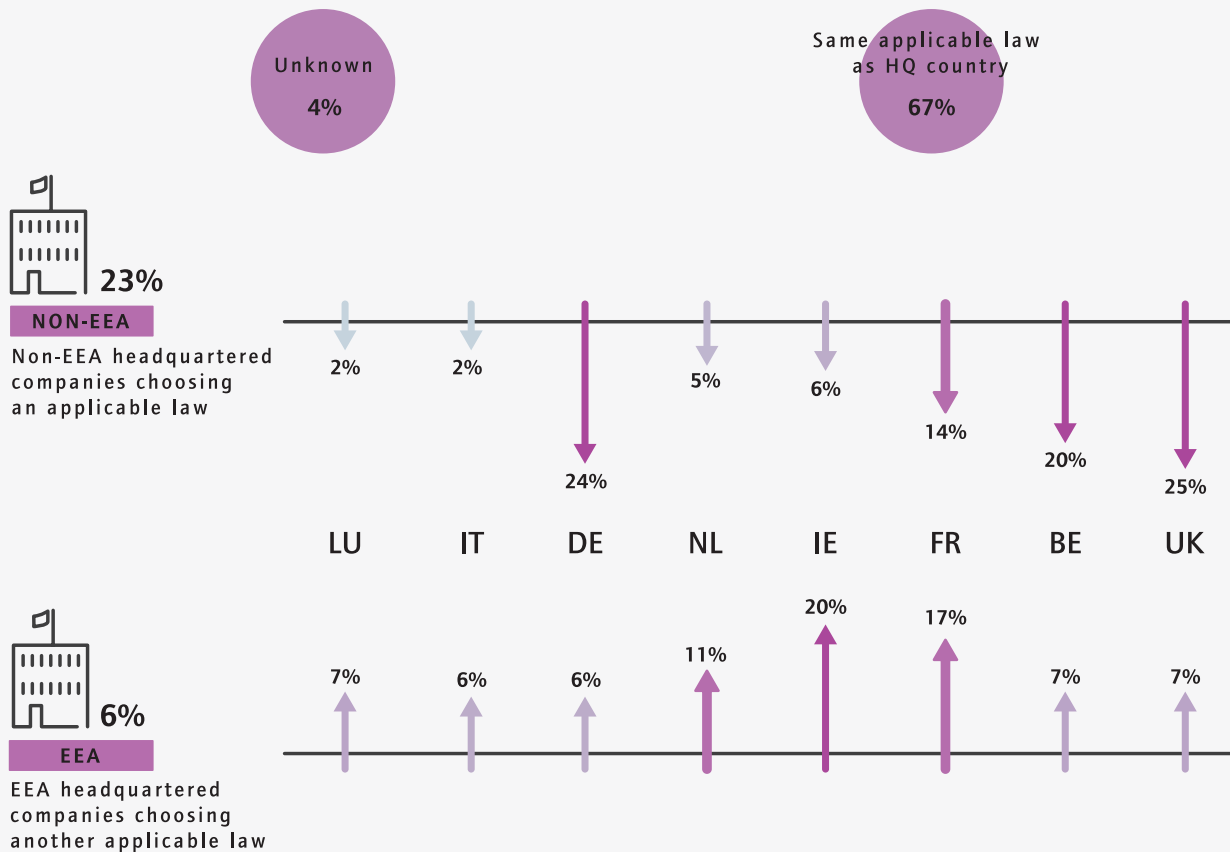 Unknown
4%
Same applicable law
as HQ country
67%
23%
NON-EEA
Non-EEA headquartered
companies choosing
an applicable law
2%
2%
24%
5%
6%
14%
20%
25%
LU IT DE NL IE FR BE UK
7%
6%
6%
11%
20%
17%
7%
7%
6%
EEA
EEA headquartered
companies choosing
another applicable law